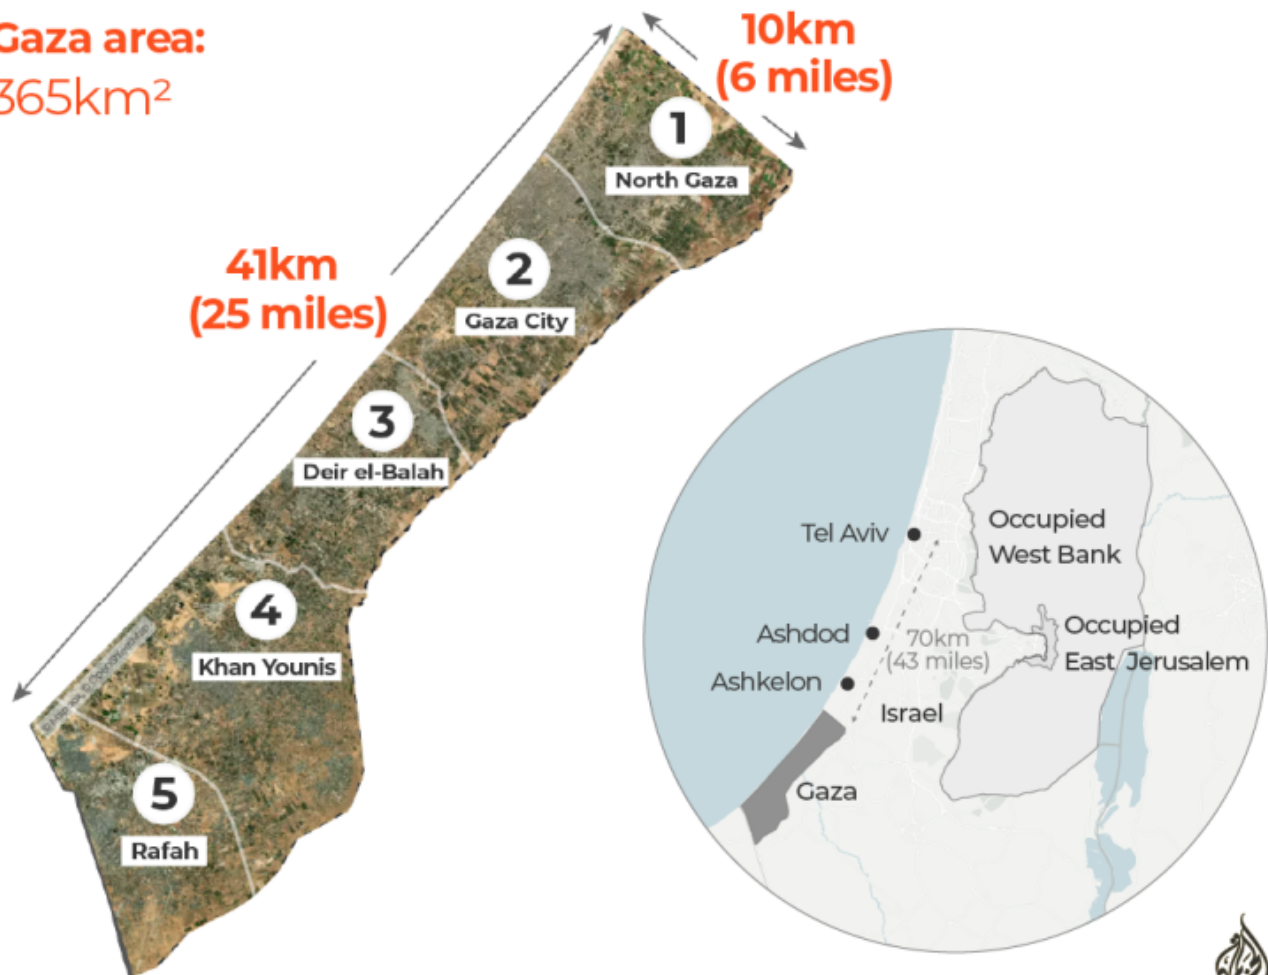 Gaza area:
365km²
10km
(6 miles)
1
North Gaza
41km
(25 miles)
2
Gaza City
3
Deir el-Balah
4
Khan Younis
5
Rafah
Tel Aviv
Occupied
West Bank
Ashdod
70km
(43 miles)
Occupied
East Jerusalem
Ashkelon
Israel
Gaza